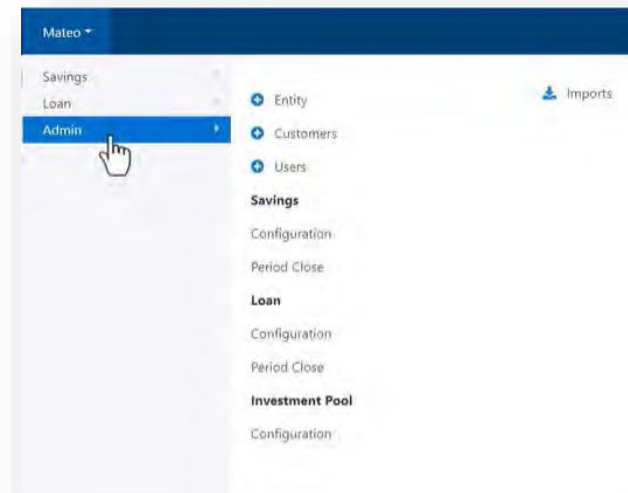 Mateo
Savings
Loan
Admin
Entity
Customers
Users
Savings
Configuration
Period Close
Loan
Configuration
Period Close
Investment Pool
Configuration
Imports